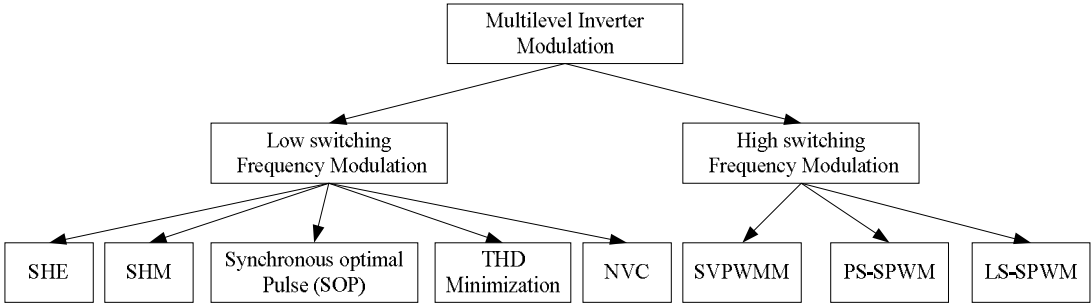 Multilevel Inverter
Modulation
Low switching
Frequency Modulation
High switching
Frequency Modulation
SHE
SHM
Synchronous optimal
Pulse (SOP)
THD
Minimization
NVC
SVPWMM
PS-SPWM
LS-SPWM